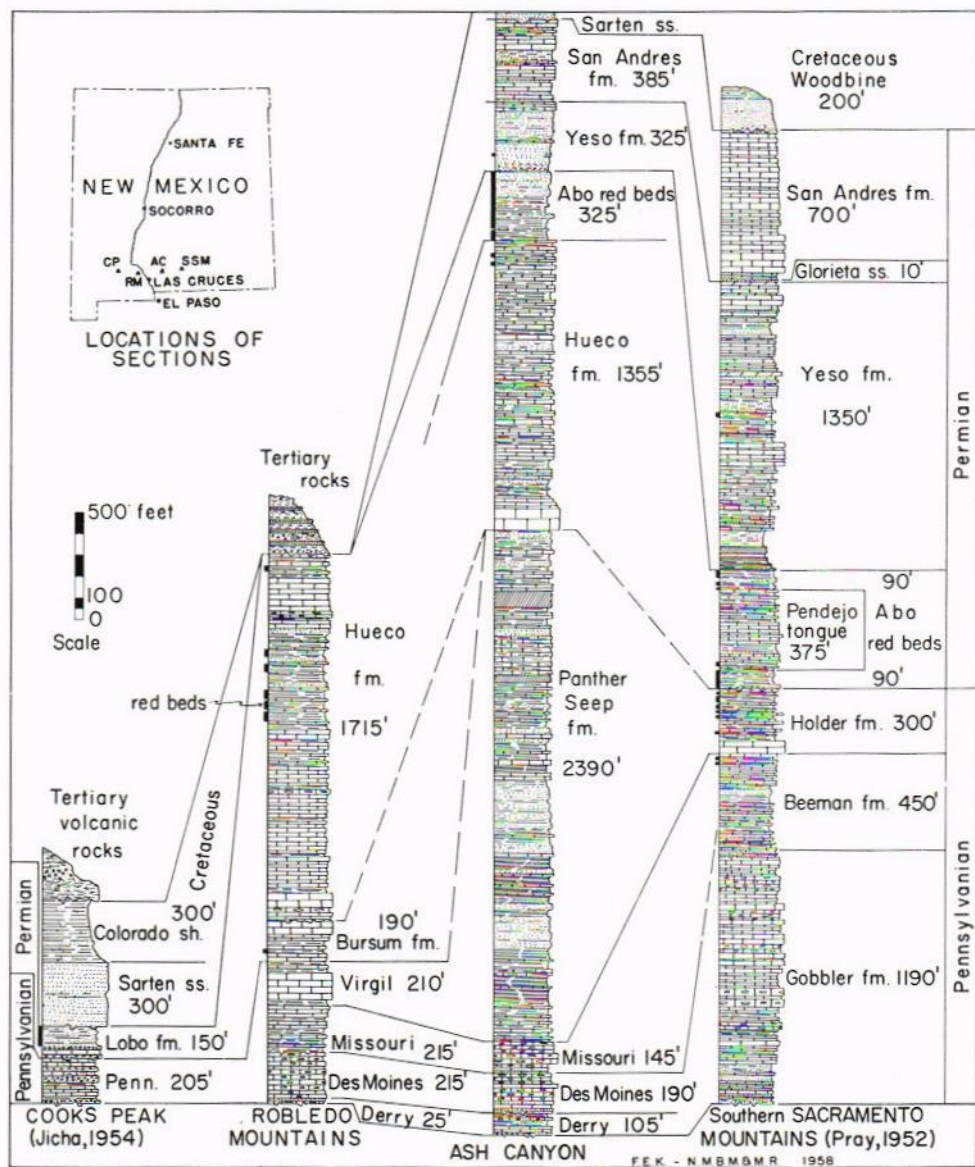 SANTA FE
NEW MEXICO
SOCORRO
CP
AC
SSM
RM
LAS CRUCES
EL PASO
LOCATIONS OF
SECTIONS
500 feet
100
0
Scale
Tertiary
volcanic
rocks
Permian
Pennsylvanian
300'
Colorado sh.
Sarten ss.
300'
Lobo fm. 150'
Penn. 205'
COOKS PEAK
(Jicha, 1954)
Cretaceous
Tertiary
rocks
Hueco
fm.
1715'
red beds
190'
Bursum fm.
Virgil 210'
Missouri 215'
Des Moines 215'
Derry 25'
ROBLEDO
MOUNTAINS
Sarten ss.
San Andres
fm. 385'
Yeso fm. 325'
Abo red beds
325'
Hueco
fm. 1355'
Panther
Seep
fm.
2390'
Missouri 145'
Des Moines 190'
Derry 105'
ASH CANYON
Cretaceous
Woodbine
200'
San Andres fm.
700'
Glorieta ss. 10'
Yeso fm.
1350'
90'
Pendejo
tongue
375'
Abo
red beds
90'
Holder fm. 300'
Beeman fm. 450'
Gobbler fm. 1190'
Permian
Pennsylvanian
Southern SACRAMENTO
MOUNTAINS (Pray, 1952)
F.E.K. - N.M.B.M.&M.R. 1958